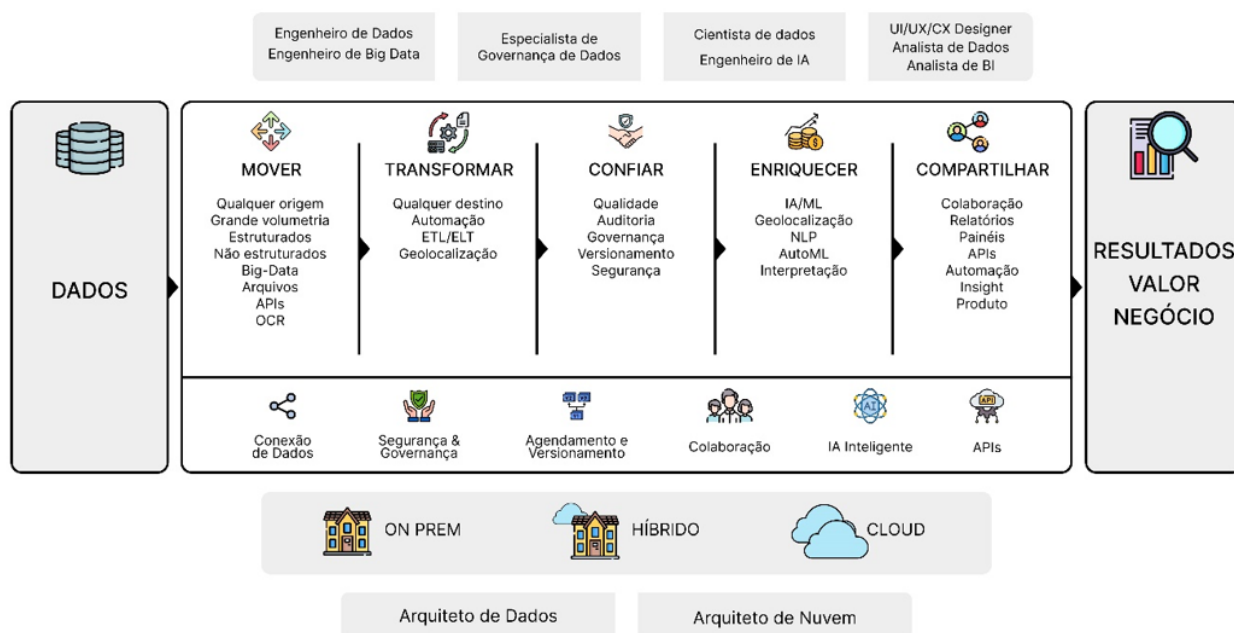 Engenheiro de Dados
Engenheiro de Big Data
Especialista de
Governança de Dados
Cientista de dados
Engenheiro de IA
UI/UX/CX Designer
Analista de Dados
Analista de BI
DADOS
MOVER
Qualquer origem
Grande volumetria
Estruturados
Não estruturados
Big-Data
Arquivos
APIs
OCR
TRANSFORMAR
Qualquer destino
Automação
ETL/ELT
Geolocalização
CONFIAR
Qualidade
Auditoria
Governança
Versionamento
Segurança
ENRIQUECER
IA/ML
Geolocalização
NLP
AutoML
Interpretação
COMPARTILHAR
Colaboração
Relatórios
Painéis
APIs
Automação
Insight
Produto
RESULTADOS
VALOR
NEGÓCIO
Conexão
de Dados
Segurança &
Governança
Agendamento e
Versionamento
Colaboração
AI
IA Inteligente
API
APIs
ON PREM
HÍBRIDO
CLOUD
Arquiteto de Dados
Arquiteto de Nuvem